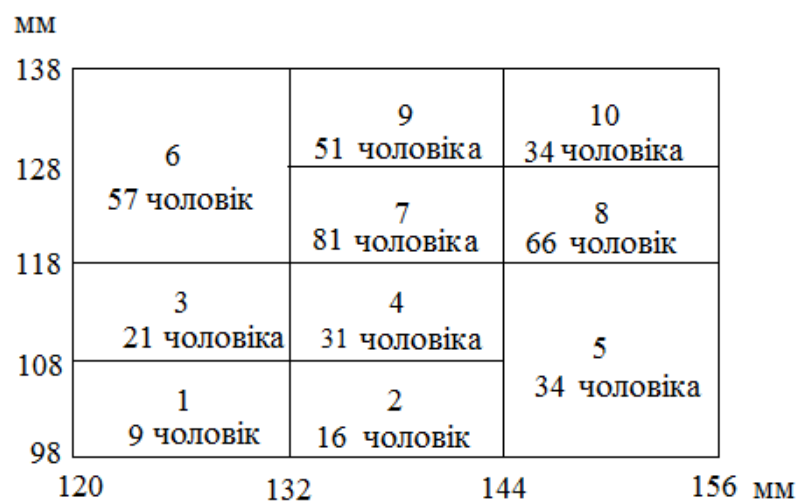 мм
138
6
57 чоловік
9
51 чоловіка
10
34 чоловіка
128
7
81 чоловіка
8
66 чоловік
118
3
21 чоловіка
4
31 чоловіка
5
34 чоловіка
108
1
9 чоловік
2
16 чоловік
98
120 132 144 156 мм